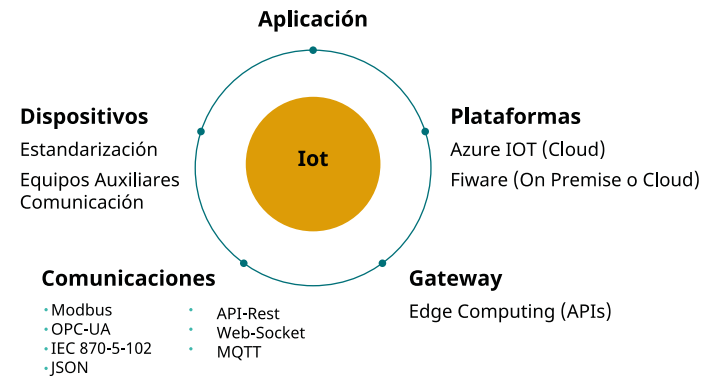 Aplicación
Dispositivos
Estandarización
Equipos Auxiliares
Comunicación
Iot
Plataformas
Azure IOT (Cloud)
Fiware (On Premise o Cloud)
Comunicaciones
• Modbus
• OPC-UA
• IEC 870-5-102
• JSON
• API-Rest
• Web-Socket
• MQTT
Gateway
Edge Computing (APIs)